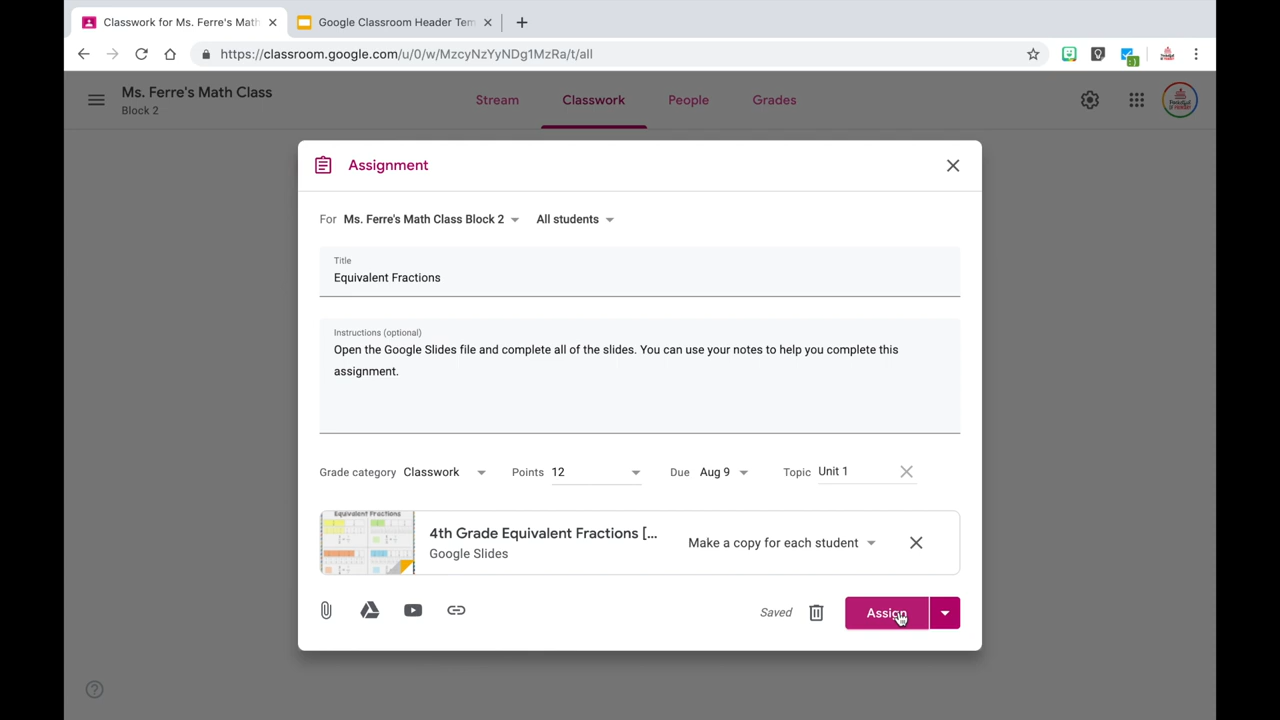 Classwork for Ms. Ferre's Math
Google Classroom Header Tem
https://classroom.google.com/u/0/w/MzcvNzYyNDg1MzRa/t/all
Ms. Ferre's Math Class
Block 2
Stream
Classwork
People
Grades
Assignment
For Ms. Ferre's Math Class Block 2 All students
Title
Equivalent Fractions
Instructions (optional)
Open the Google Slides file and complete all of the slides. You can use your notes to help you complete this
assignment.
Grade category Classwork Points 12 Due Aug 9 Topic Unit 1
Equivalent Fractions
4th Grade Equivalent Fractions [...
Google Slides
Make a copy for each student
Saved
Assign